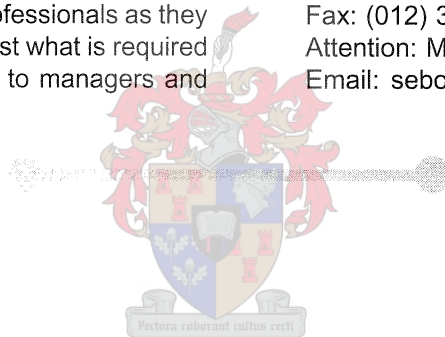 ofessionals as they
st what is required
to managers and
Fax: (012) 3
Attention: M
Email: sebo
Pectora roborant cultus recti